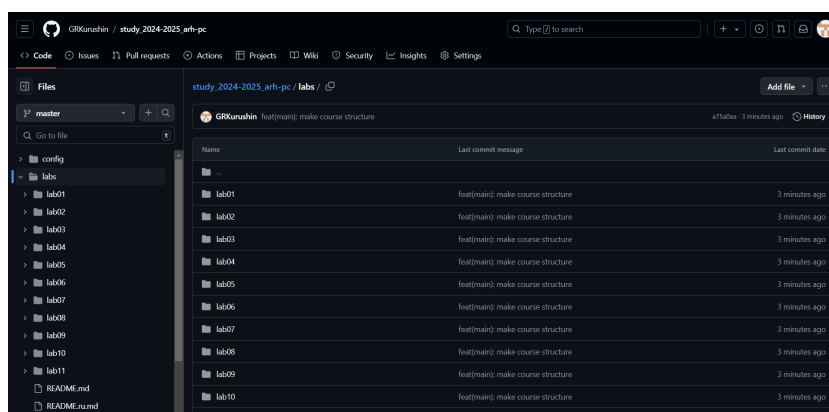 GRKurushin / study_2024-2025_arh-pc
Type / to search
Code Issues Pull requests Actions Projects Wiki Security Insights Settings
Files
study_2024-2025_arh-pc / labs /
Add file
master
GRKurushin feat(main): make course structure
a75a0aa · 3 minutes ago History
Go to file t
Name Last commit message Last commit date
config
..
labs
lab01 feat(main): make course structure 3 minutes ago
lab01
lab02 feat(main): make course structure 3 minutes ago
lab02
lab03 feat(main): make course structure 3 minutes ago
lab03
lab04
lab04 feat(main): make course structure 3 minutes ago
lab05
lab05 feat(main): make course structure 3 minutes ago
lab06
lab06 feat(main): make course structure 3 minutes ago
lab07
lab07 feat(main): make course structure 3 minutes ago
lab08
lab08 feat(main): make course structure 3 minutes ago
lab09
lab10
lab09 feat(main): make course structure 3 minutes ago
lab11
README.md
lab10 feat(main): make course structure 3 minutes ago
README.ru.md